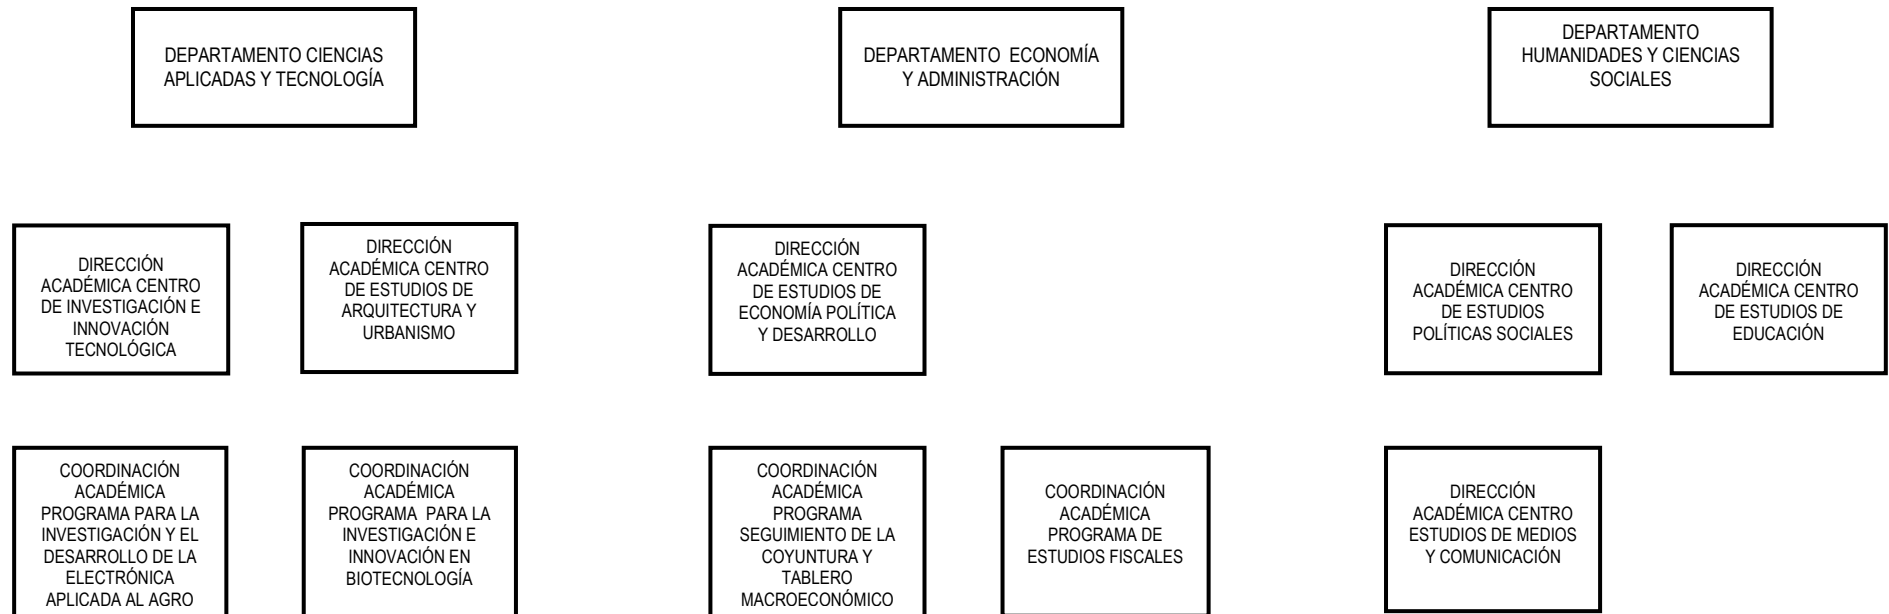 DEPARTAMENTO CIENCIAS
APLICADAS Y TECNOLOGÍA
DEPARTAMENTO ECONOMÍA
Y ADMINISTRACIÓN
DEPARTAMENTO
HUMANIDADES Y CIENCIAS
SOCIALES
DIRECCIÓN
ACADÉMICA CENTRO
DE INVESTIGACIÓN E
INNOVACIÓN
TECNOLÓGICA
DIRECCIÓN
ACADÉMICA CENTRO
DE ESTUDIOS DE
ARQUITECTURA Y
URBANISMO
DIRECCIÓN
ACADÉMICA CENTRO
DE ESTUDIOS DE
ECONOMÍA POLÍTICA
Y DESARROLLO
DIRECCIÓN
ACADÉMICA CENTRO
DE ESTUDIOS
POLÍTICAS SOCIALES
DIRECCIÓN
ACADÉMICA CENTRO
DE ESTUDIOS DE
EDUCACIÓN
COORDINACIÓN
ACADÉMICA
PROGRAMA PARA LA
INVESTIGACIÓN Y EL
DESARROLLO DE LA
ELECTRÓNICA
APLICADA AL AGRO
COORDINACIÓN
ACADÉMICA
PROGRAMA PARA LA
INVESTIGACIÓN E
INNOVACIÓN EN
BIOTECNOLOGÍA
COORDINACIÓN
ACADÉMICA
PROGRAMA
SEGUIMIENTO DE LA
COYUNTURA Y
TABLERO
MACROECONÓMICO
COORDINACIÓN
ACADÉMICA
PROGRAMA DE
ESTUDIOS FISCALES
DIRECCIÓN
ACADÉMICA CENTRO
ESTUDIOS DE MEDIOS
Y COMUNICACIÓN